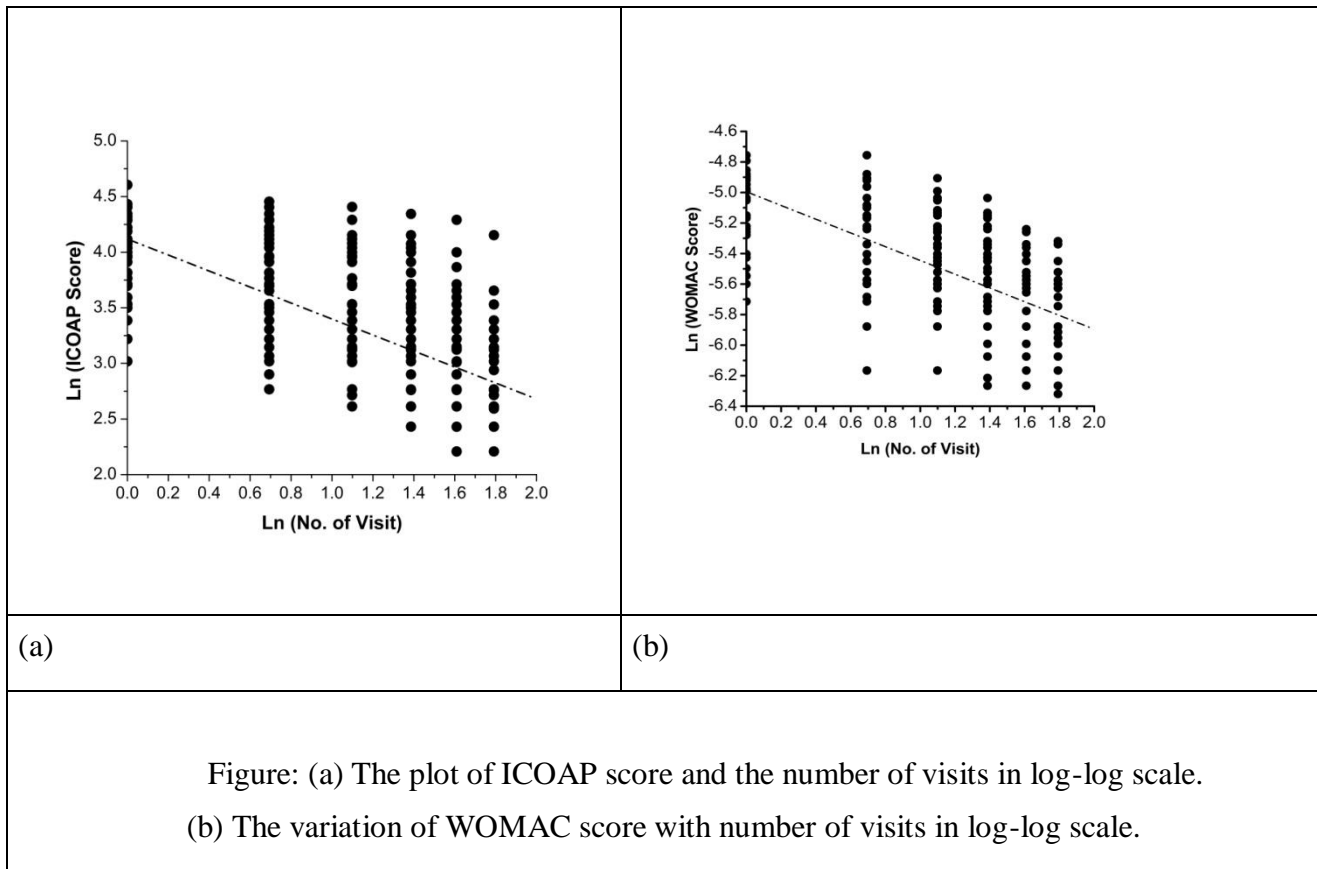 5.0
4.5
4.0
3.5
3.0
2.5
2.0
Ln (ICOAP Score)
0.0 0.2 0.4 0.6 0.8 1.0 1.2 1.4 1.6 1.8 2.0
Ln (No. of Visit)
-4.6
-4.8
-5.0
-5.2
-5.4
-5.6
-5.8
-6.0
-6.2
-6.4
Ln (WOMAC Score)
0.0 0.2 0.4 0.6 0.8 1.0 1.2 1.4 1.6 1.8 2.0
Ln (No. of Visit)
(a)
(b)
Figure: (a) The plot of ICOAP score and the number of visits in log-log scale.
(b) The variation of WOMAC score with number of visits in log-log scale.